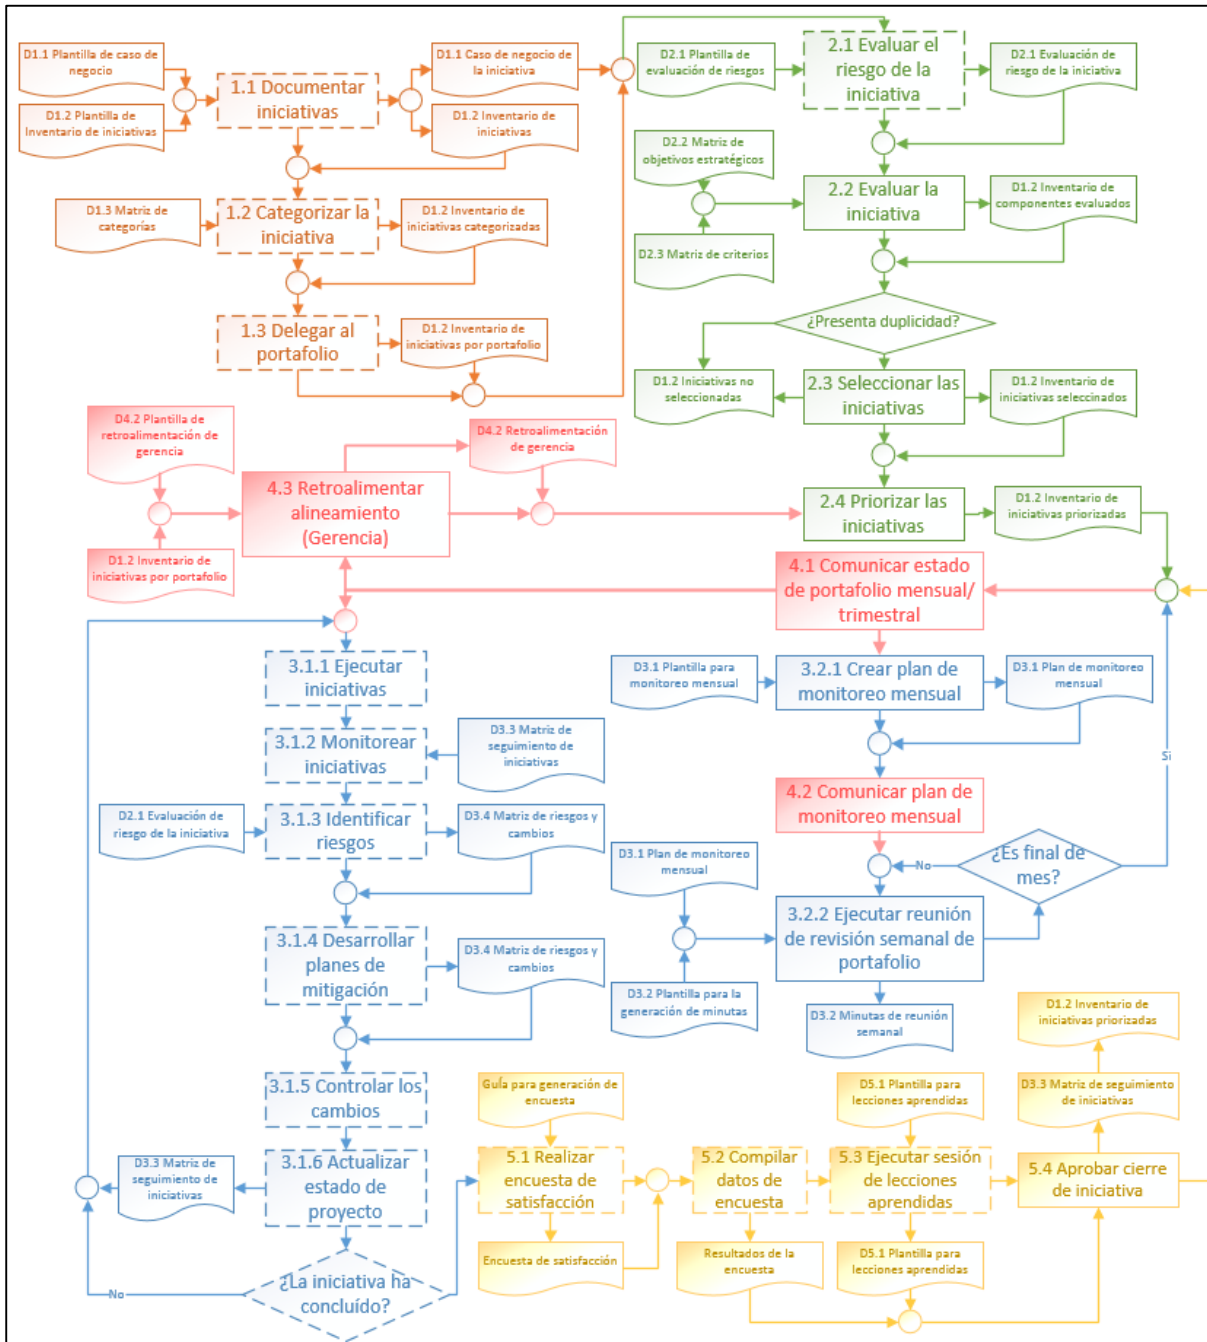 D1.1 Plantilla de caso de
negocio
D1.2 Plantilla de
Inventario de iniciativas
1.1 Documentar
iniciativas
D1.1 Caso de negocio de
la iniciativa
D1.2 Inventario de
iniciativas
D1.3 Matriz de
categorías
1.2 Categorizar la
iniciativa
D1.2 Inventario de
iniciativas categorizadas
1.3 Delegar al
portafolio
D1.2 Inventario de
iniciativas por portafolio
D2.1 Plantilla de
evaluación de riesgos
2.1 Evaluar el
riesgo de la
iniciativa
D2.1 Evaluación de
riesgo de la iniciativa
D2.2 Matriz de
objetivos estratégicos
2.2 Evaluar la
iniciativa
D1.2 Inventario de
componentes evaluados
D2.3 Matriz de criterios
¿Presenta duplicidad?
D1.2 Iniciativas no
seleccionadas
2.3 Seleccionar las
iniciativas
D1.2 Inventario de
iniciativas seleccinados
2.4 Priorizar las
iniciativas
D1.2 Inventario de
iniciativas priorizadas
D4.2 Plantilla de
retroalimentación de
gerencia
D4.2 Retroalimentación
de gerencia
4.3 Retroalimentar
alineamiento
(Gerencia)
D1.2 Inventario de
iniciativas por portafolio
4.1 Comunicar estado
de portafolio mensual/
trimestral
3.1.1 Ejecutar
iniciativas
3.1.2 Monitorear
iniciativas
D3.3 Matriz de
seguimiento de
iniciativas
D2.1 Evaluación de
riesgo de la iniciativa
3.1.3 Identificar
riesgos
D3.4 Matriz de riesgos y
cambios
3.1.4 Desarrollar
planes de
mitigación
D3.4 Matriz de riesgos y
cambios
3.1.5 Controlar los
cambios
3.1.6 Actualizar
estado de
proyecto
D3.3 Matriz de
seguimiento de
iniciativas
¿La iniciativa ha
concluído?
No
D3.1 Plantilla para
monitoreo mensual
3.2.1 Crear plan de
monitoreo mensual
D3.1 Plan de monitoreo
mensual
4.2 Comunicar plan de
monitoreo mensual
Si
No
¿Es final de
mes?
D3.1 Plan de monitoreo
mensual
3.2.2 Ejecutar reunión
de revisión semanal de
portafolio
D3.2 Plantilla para la
generación de minutas
D3.2 Minutas de reunión
semanal
Guía para generación de
encuesta
5.1 Realizar
encuesta de
satisfacción
Encuesta de satisfacción
5.2 Compilar
datos de
encuesta
Resultados de la
encuesta
D5.1 Plantilla para
lecciones aprendidas
5.3 Ejecutar sesión
de lecciones
aprendidas
D5.1 Plantilla para
lecciones aprendidas
D1.2 Inventario de
iniciativas priorizadas
D3.3 Matriz de seguimiento
de iniciativas
5.4 Aprobar cierre
de iniciativa